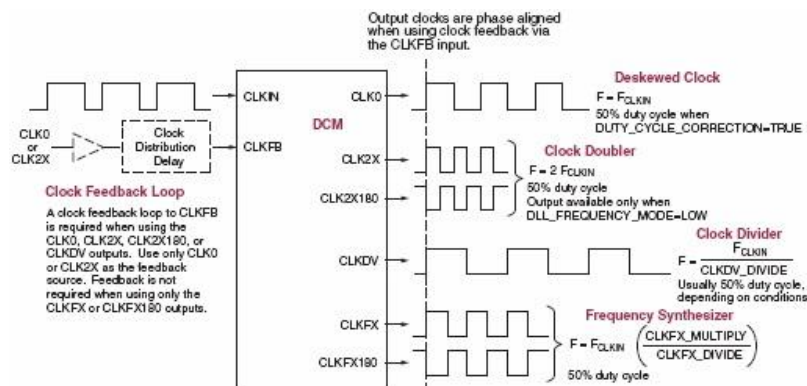 Output clocks are phase aligned
when using clock feedback via
the CLKFB input.
CLKIN
CLK0
Deskewed Clock
F = FCLKIN
50% duty cycle when
DUTY_CYCLE_CORRECTION=TRUE
DCM
CLK0
or
CLK2X
Clock
Distribution
Delay
CLKFB
Clock Feedback Loop
A clock feedback loop to CLKFB
is required when using the
CLK0, CLK2X, CLK2X180, or
CLKDV outputs. Use only CLK0
or CLK2X as the feedback
source. Feedback is not
required when using only the
CLKFX or CLKFX180 outputs.
CLK2X
CLK2X180
Clock Doubler
F = 2 FCLKIN
50% duty cycle
Output available only when
DLL_FREQUENCY_MODE=LOW
CLKDV
Clock Divider
F = FCLKIN
CLKDV_DIVIDE
Usually 50% duty cycle,
depending on conditions
CLKFX
CLKFX180
Frequency Synthesizer
F = FCLKIN (CLKFX_MULTIPLY
CLKFX_DIVIDE)
50% duty cycle